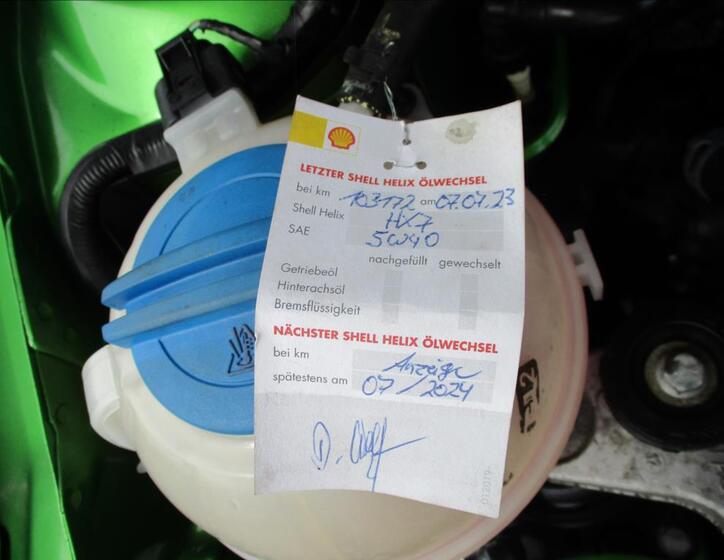 LETZTER SHELL HELIX ÖLWECHSEL
bei km 103172 am 07.07.23
Shell Helix HX7
SAE 5W40
nachgefüllt gewechselt
Getriebeöl
Hinterachsöl
Bremsflüssigkeit
NÄCHSTER SHELL HELIX ÖLWECHSEL
bei km Anzeige
spätestens am 07/2024